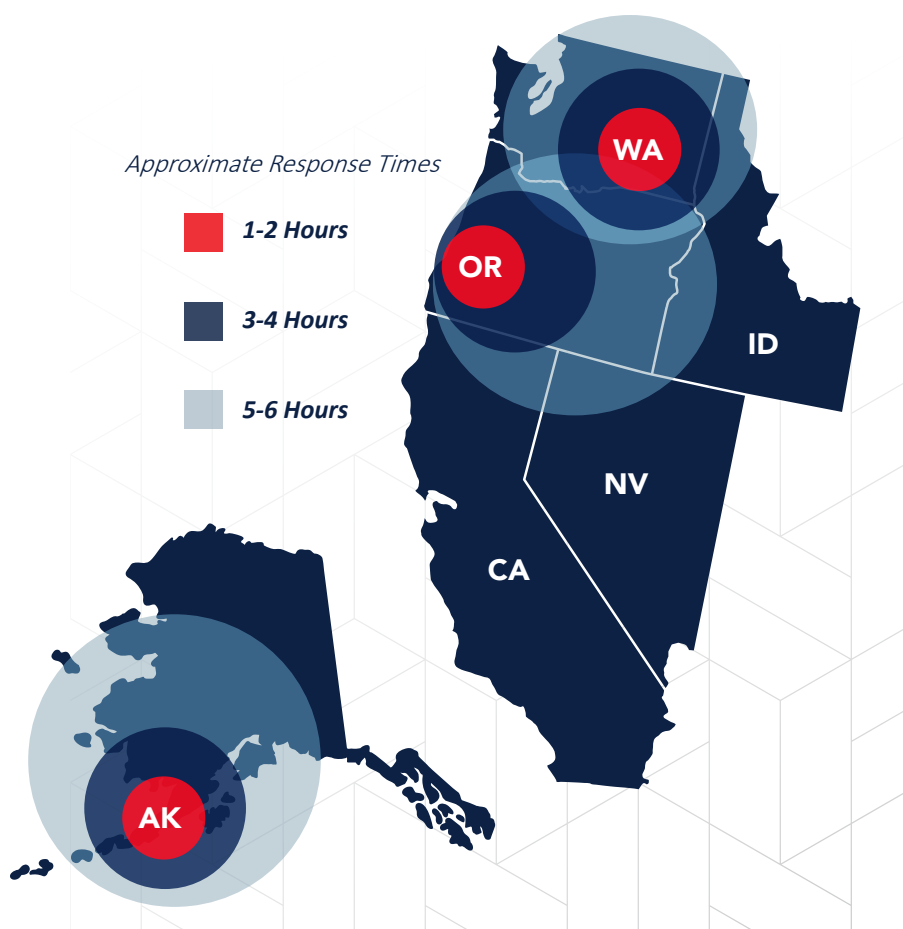 WA
Approximate Response Times
1-2 Hours
OR
3-4 Hours
ID
5-6 Hours
NV
CA
AK